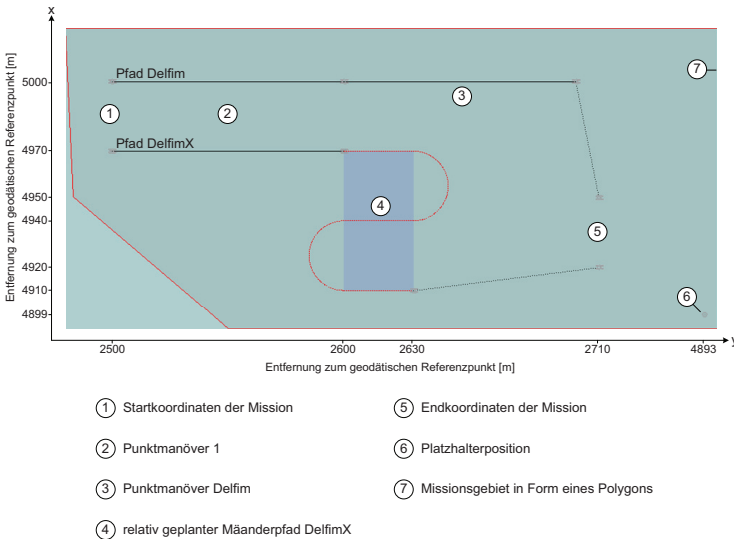 x
Entfernung zum geodätischen Referenzpunkt [m]
5000
4970
4950
4940
4920
4910
4899
Pfad Delfim
Pfad DelfimX
1
2
3
4
5
6
7
2500
2600
2630
2710
4893
y
Entfernung zum geodätischen Referenzpunkt [m]
1 Startkoordinaten der Mission
5 Endkoordinaten der Mission
2 Punktmanöver 1
6 Platzhalterposition
3 Punktmanöver Delfim
7 Missionsgebiet in Form eines Polygons
4 relativ geplanter Mäanderpfad DelfimX